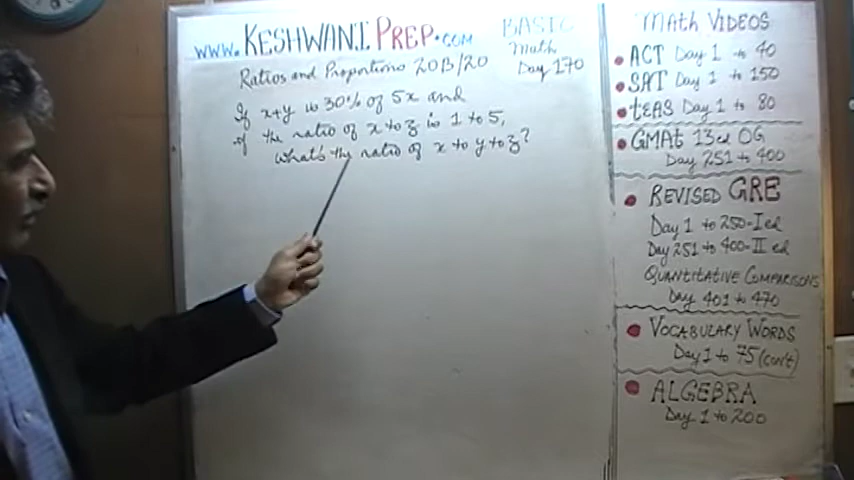 www.KESHWANIPREP.COM
BASIC
Math
Day 170
Ratios and Proportions 20B/20
If x+y is 30% of 5x and
if the ratio of x to z is 1 to 5,
what's the ratio of x to y to z?
Math VIDEOS
ACT Day 1 to 40
SAT Day 1 to 150
tEAS Day 1 to 80
GMAt 13ed OG
Day 251 to 400
REVISED GRE
Day 1 to 250-I ed
Day 251 to 400-II ed
QUANTITATIVE COMPARISONS
Day 401 to 470
VOCABULARY WORDS
Day 1 to 75 (con't)
ALGEBRA
Day 1 to 200